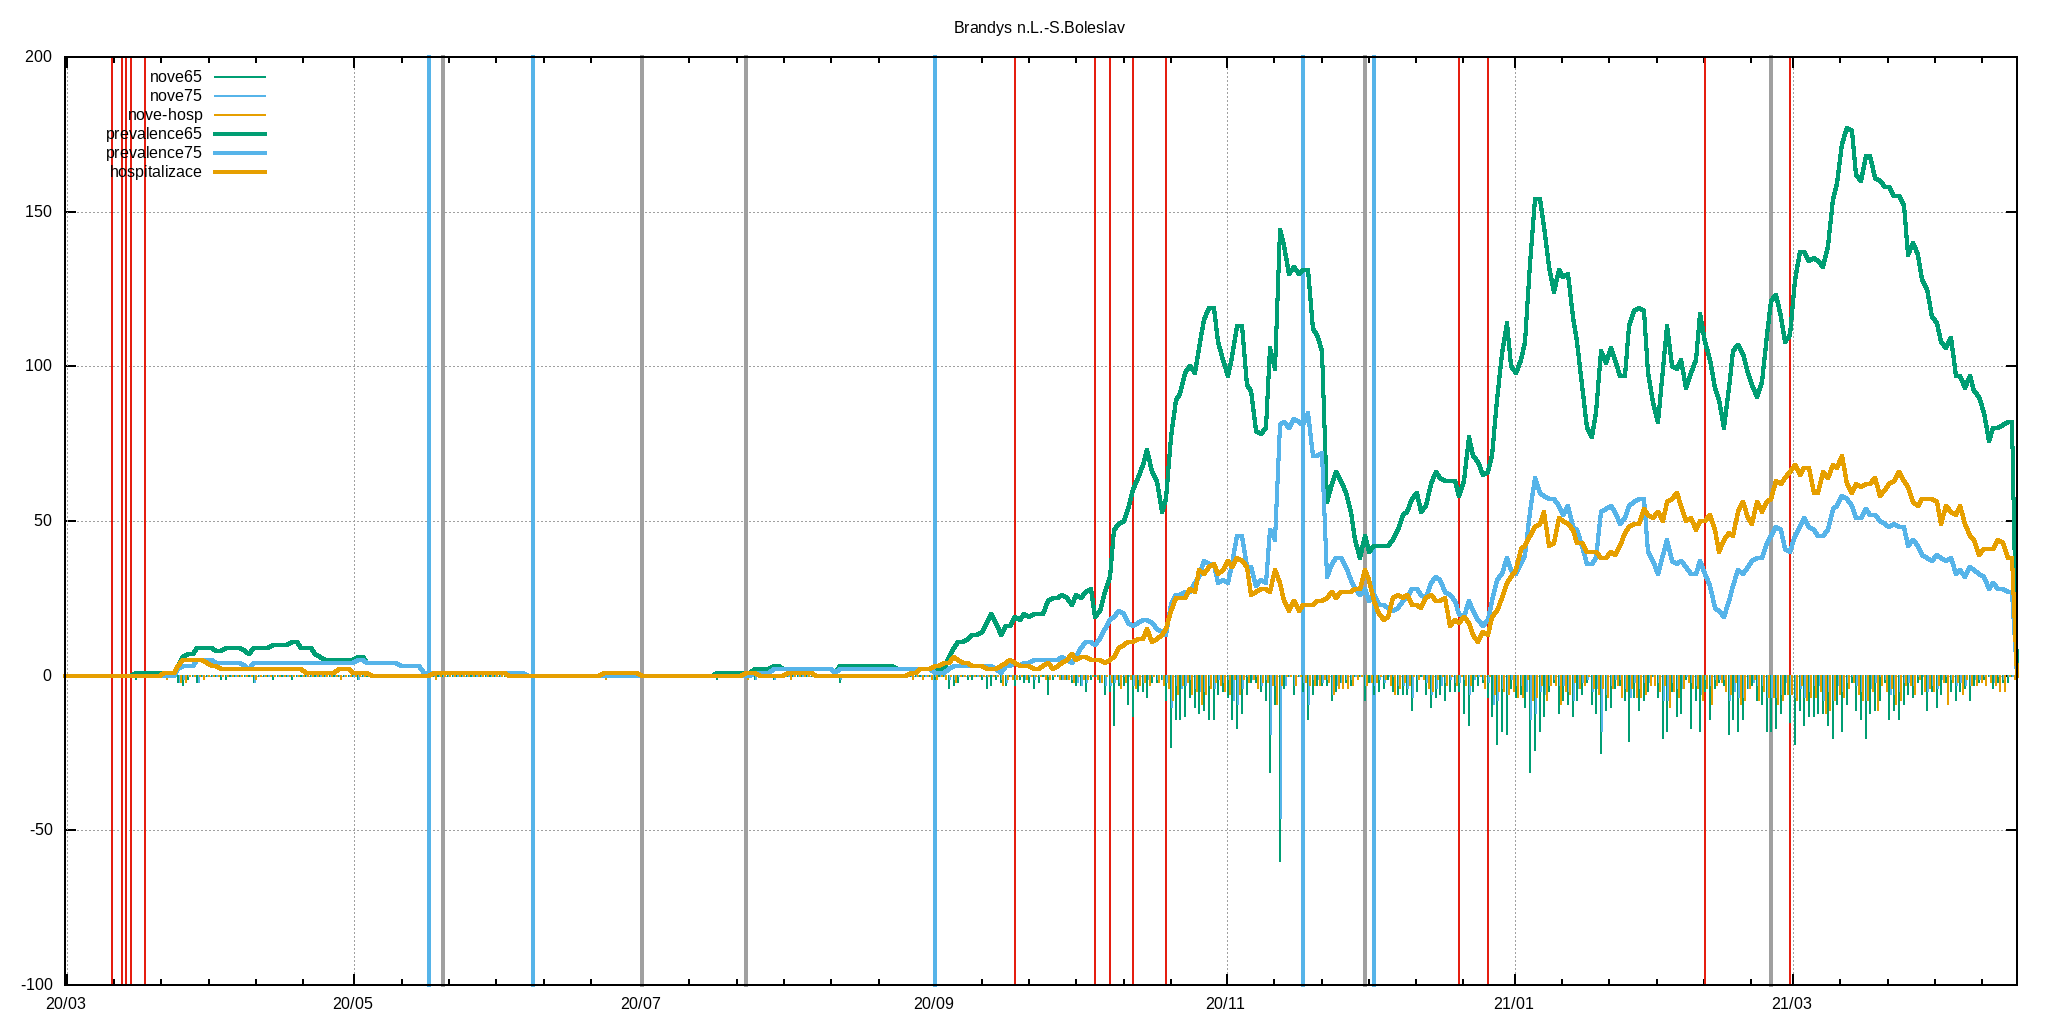 Brandys n.L.-S.Boleslav
200
150
100
50
0
-50
-100
nove65
nove75
nove-hosp
prevalence65
prevalence75
hospitalizace
20/03 20/05 20/07 20/09 20/11 21/01 21/03